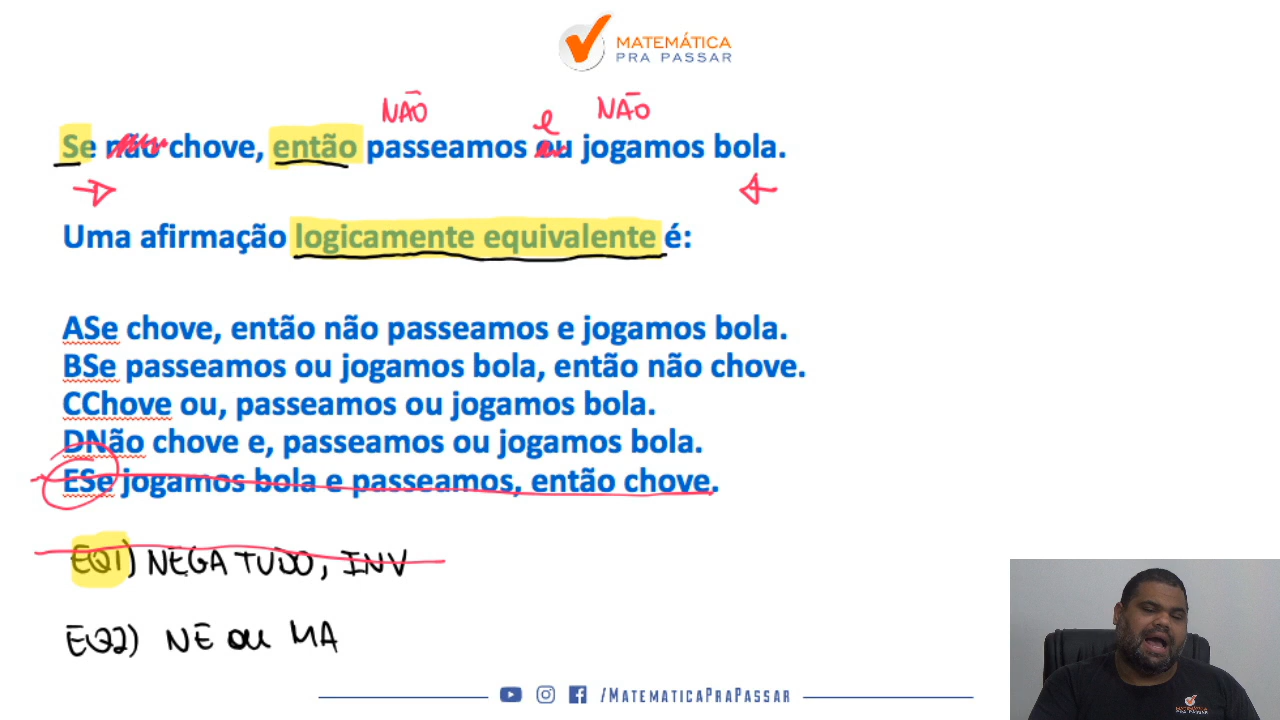 MATEMÁTICA
PRA PASSAR
NÃO e NÃO
Se não chove, então passeamos ou jogamos bola.
Uma afirmação logicamente equivalente é:
ASe chove, então não passeamos e jogamos bola.
BSe passeamos ou jogamos bola, então não chove.
CChove ou, passeamos ou jogamos bola.
DNão chove e, passeamos ou jogamos bola.
ESe jogamos bola e passeamos, então chove.
EQ1) NEGA TUDO, INV
EQ2) NE ou MA
/MATEMATICAPRAPASSAR
MATEMÁTICA
PRA PASSAR